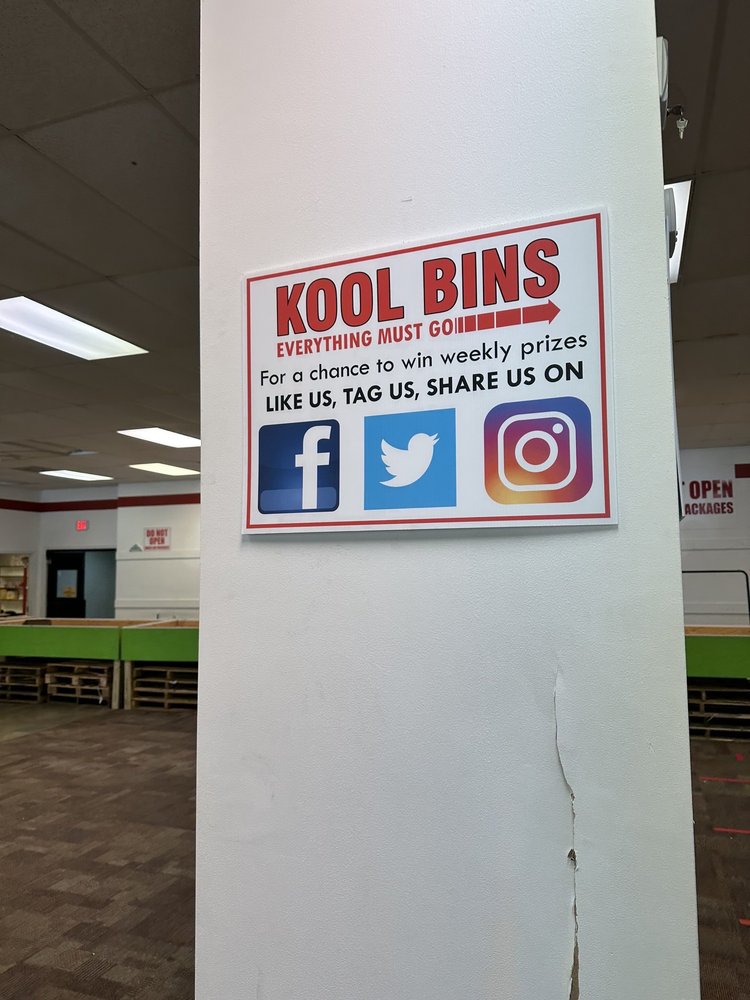 KOOL BINS
EVERYTHING MUST GO
For a chance to win weekly prizes
LIKE US, TAG US, SHARE US ON
f
EXIT
DO NOT
OPEN
OPEN
ACKAGES